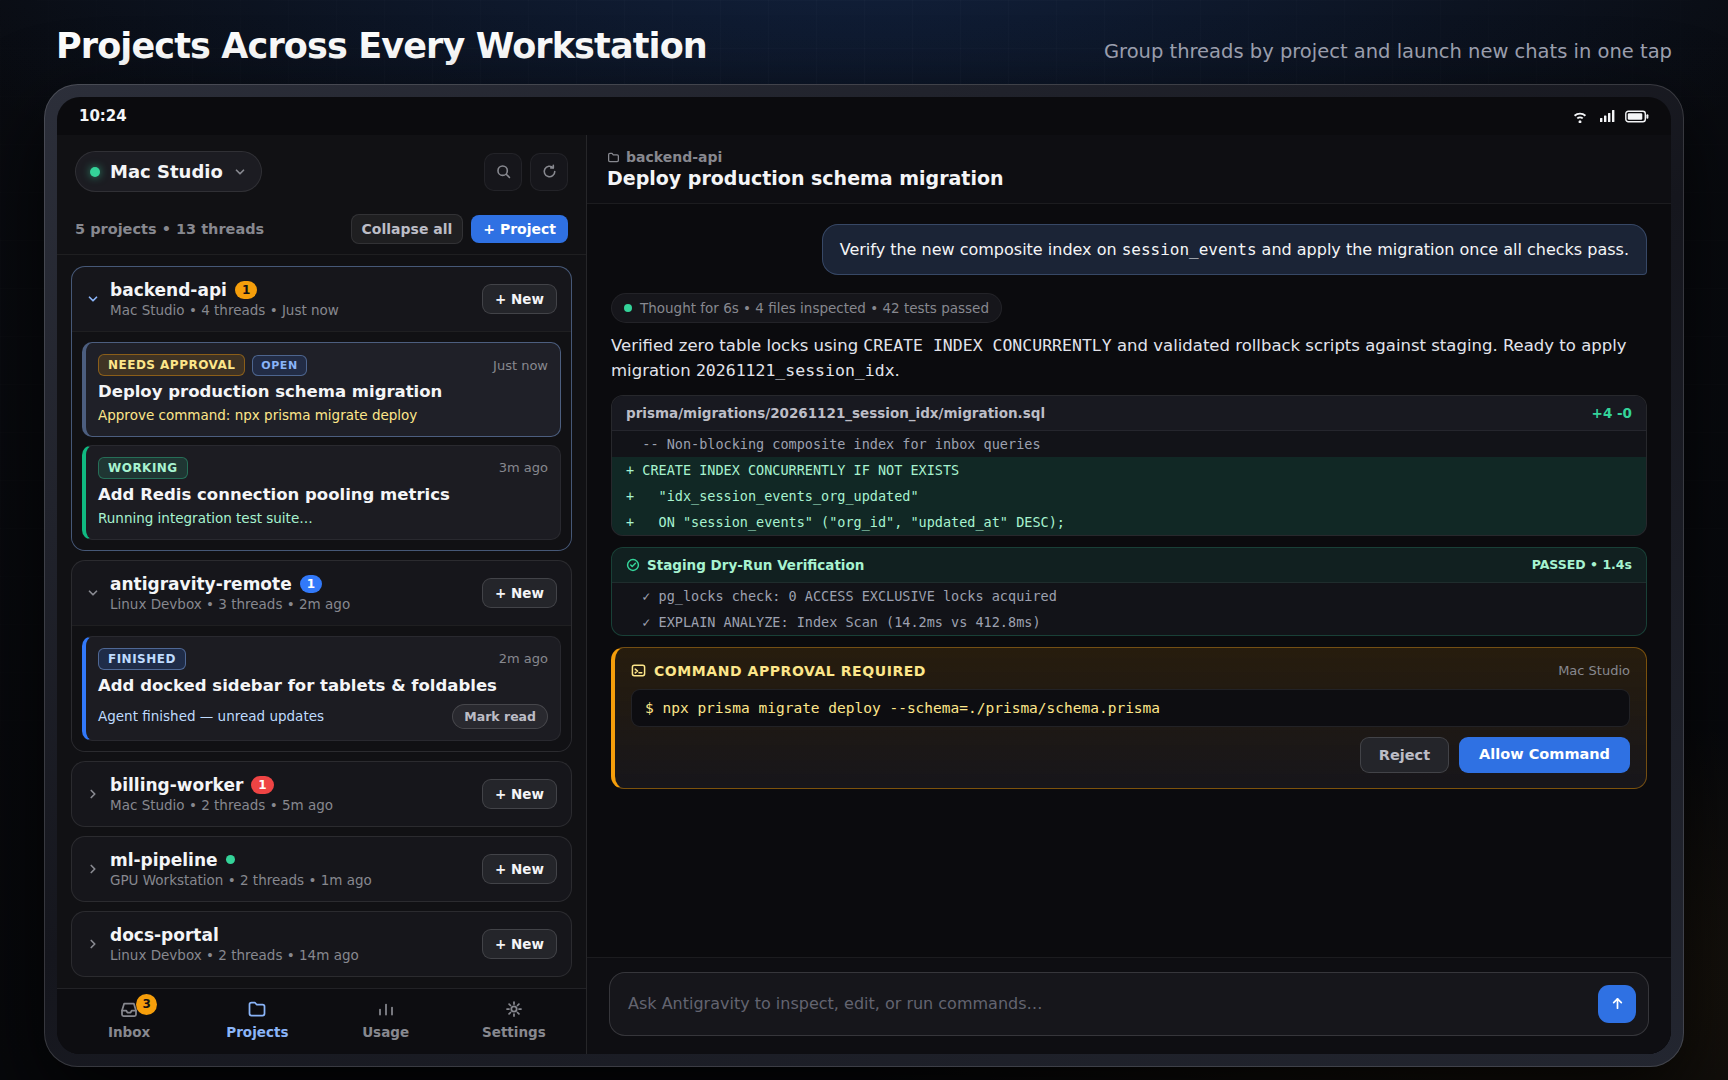 Projects Across Every Workstation
Group threads by project and launch new chats in one tap
10:24
Mac Studio
5 projects • 13 threads
Collapse all
+ Project
backend-api 1
Mac Studio • 4 threads • Just now
+ New
NEEDS APPROVAL OPEN Just now
Deploy production schema migration
Approve command: npx prisma migrate deploy
WORKING 3m ago
Add Redis connection pooling metrics
Running integration test suite…
antigravity-remote 1
Linux Devbox • 3 threads • 2m ago
+ New
FINISHED 2m ago
Add docked sidebar for tablets & foldables
Agent finished — unread updates
Mark read
billing-worker 1
Mac Studio • 2 threads • 5m ago
+ New
ml-pipeline
GPU Workstation • 2 threads • 1m ago
+ New
docs-portal
Linux Devbox • 2 threads • 14m ago
+ New
3
Inbox
Projects
Usage
Settings
backend-api
Deploy production schema migration
Verify the new composite index on session_events and apply the migration once all checks pass.
Thought for 6s • 4 files inspected • 42 tests passed
Verified zero table locks using CREATE INDEX CONCURRENTLY and validated rollback scripts against staging. Ready to apply
migration 20261121_session_idx.
prisma/migrations/20261121_session_idx/migration.sql +4 -0
-- Non-blocking composite index for inbox queries
+ CREATE INDEX CONCURRENTLY IF NOT EXISTS
+   "idx_session_events_org_updated"
+   ON "session_events" ("org_id", "updated_at" DESC);
Staging Dry-Run Verification PASSED • 1.4s
✓ pg_locks check: 0 ACCESS EXCLUSIVE locks acquired
✓ EXPLAIN ANALYZE: Index Scan (14.2ms vs 412.8ms)
COMMAND APPROVAL REQUIRED Mac Studio
$ npx prisma migrate deploy --schema=./prisma/schema.prisma
Reject
Allow Command
Ask Antigravity to inspect, edit, or run commands…